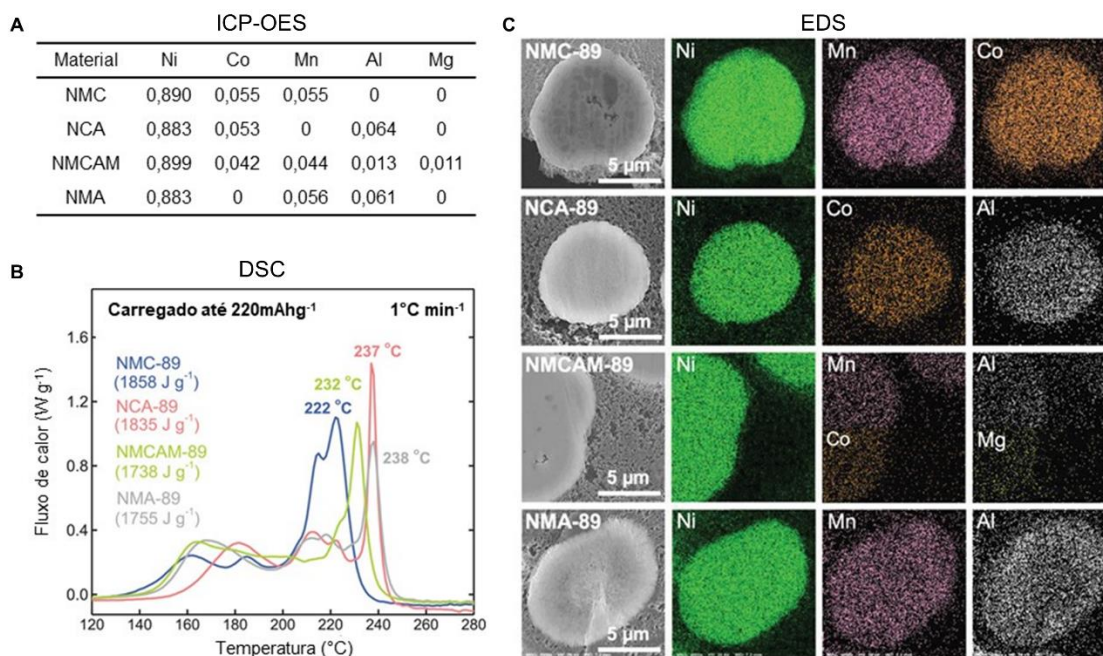 ICP-OES
A
Material Ni Co Mn Al Mg
NMC 0,890 0,055 0,055 0 0
NCA 0,883 0,053 0 0,064 0
NMCAM 0,899 0,042 0,044 0,013 0,011
NMA 0,883 0 0,056 0,061 0
B
DSC
Carregado até 220mAhg⁻¹ 1°C min⁻¹
1.6
1.2
0.8
0.4
0.0
Fluxo de calor (W g⁻¹)
NMC-89
(1858 J g⁻¹)
NCA-89
(1835 J g⁻¹)
NMCAM-89
(1738 J g⁻¹)
NMA-89
(1755 J g⁻¹)
237 °C
232 °C
222 °C
238 °C
120 140 160 180 200 220 240 260 280
Temperatura (°C)
C
EDS
NMC-89 Ni Mn Co
5 µm
NCA-89 Ni Co Al
5 µm
NMCAM-89 Ni Mn Al
Co Mg
5 µm
NMA-89 Ni Mn Al
5 µm